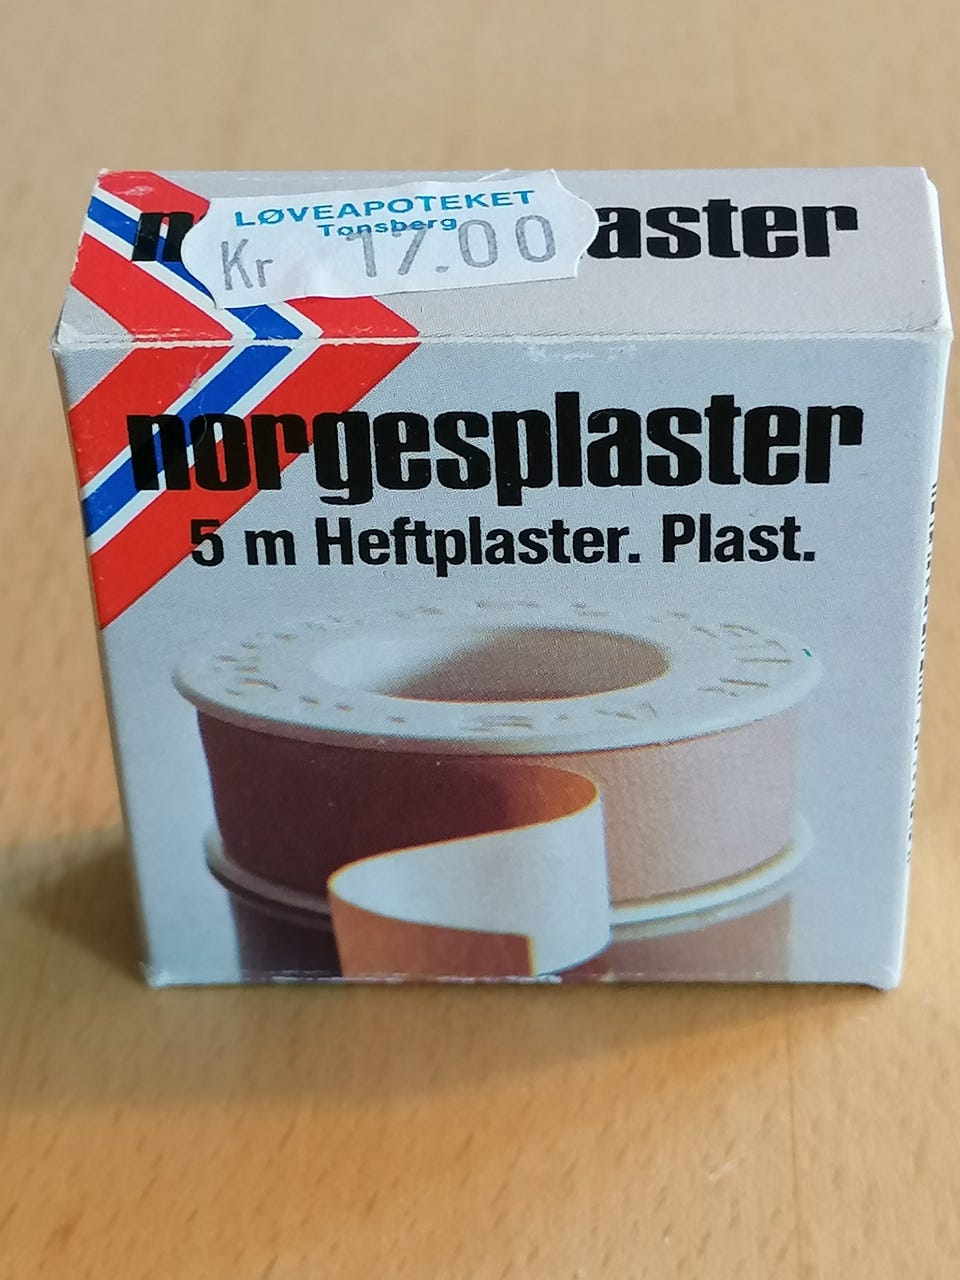 LØVEAPOTEKET
Tønsberg
Kr 17.00
aster
norgesplaster
5 m Heftplaster. Plast.